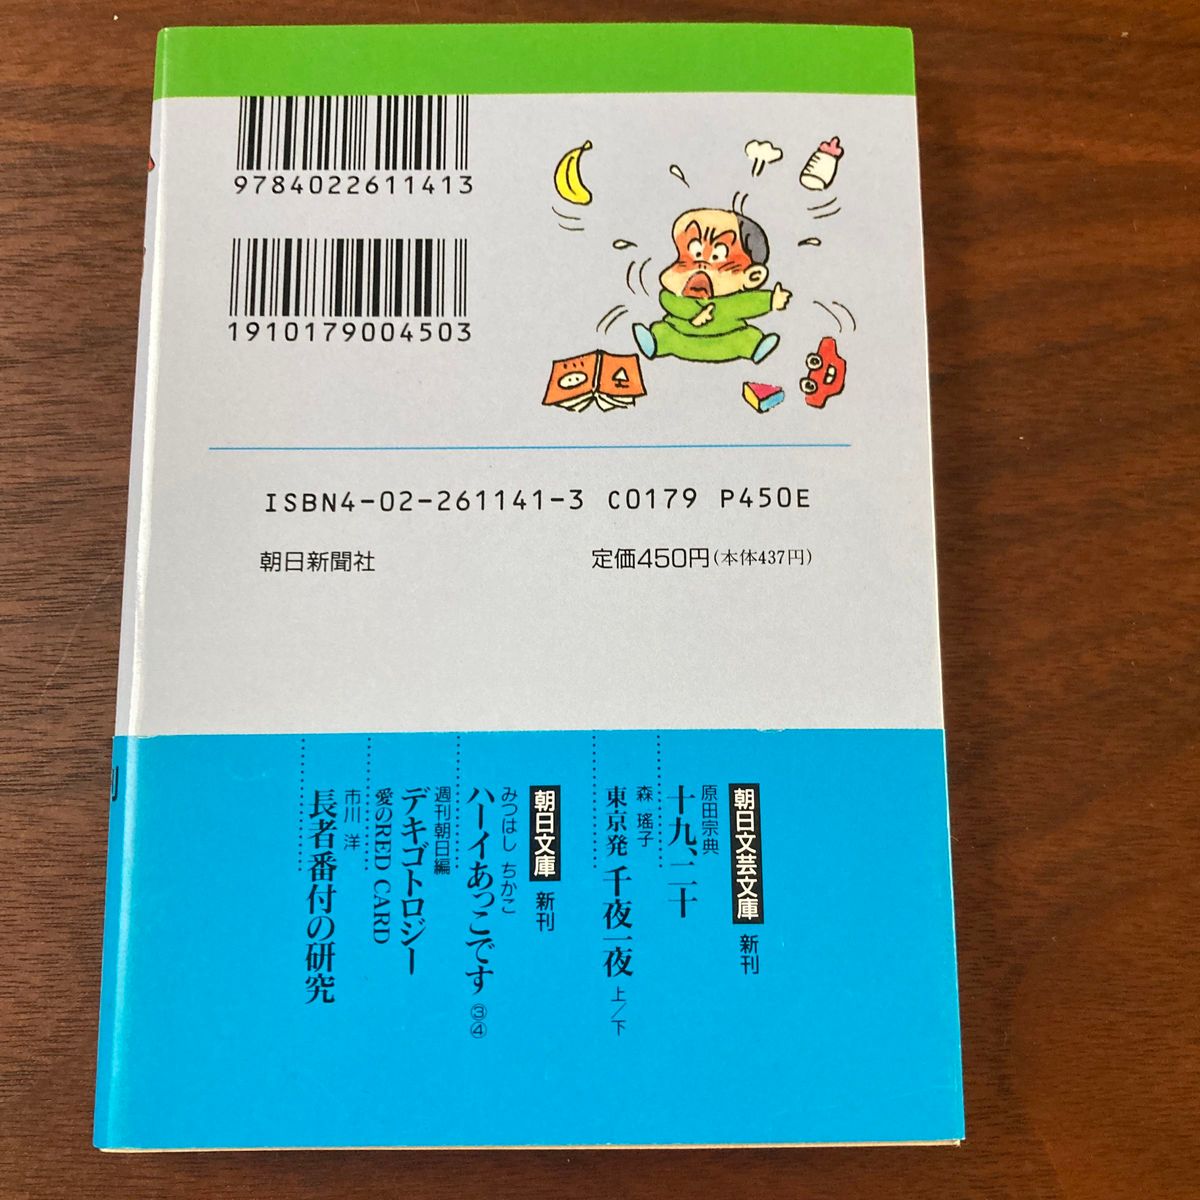 9784022611413
1910179004503
ISBN4-02-261141-3 C0179 P450E
朝日新聞社
定価450円(本体437円)
朝日文芸文庫 新刊
原田宗典
十九、二十
森 瑤子
東京発 千夜一夜 上/下
朝日文庫 新刊
みつはし ちかこ
ハーイあっこです ③④
週刊朝日編
デキゴトロジー
愛のRED CARD
市川 洋
長者番付の研究